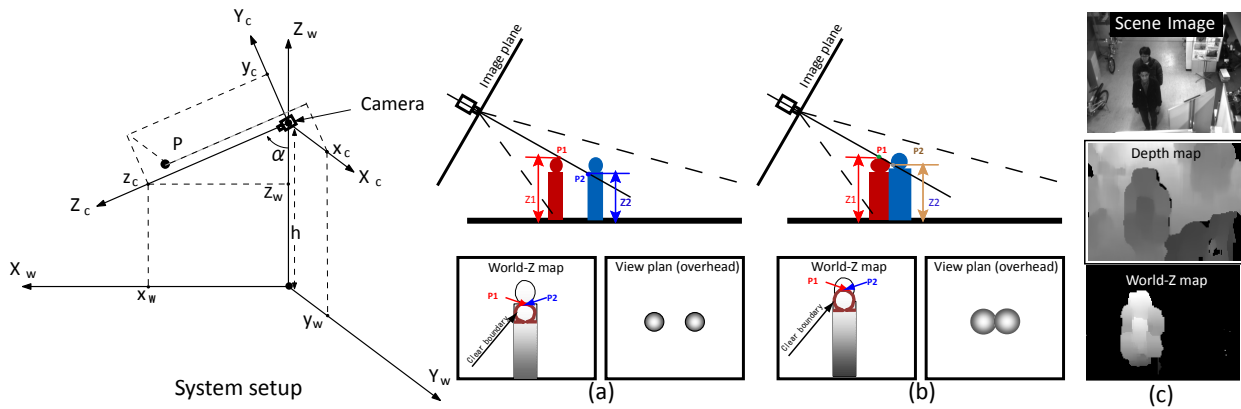 Y c
Z w
y c
Camera
P
α
x c
X c
z c
Z w
Z c
h
X w
x w
y w
Y w
System setup
Image plane
P1
P2
Z1
Z2
World-Z map
P1
P2
Clear boundary
View plan (overhead)
(a)
Image plane
P1
P2
Z1
Z2
World-Z map
P1
P2
Clear boundary
View plan (overhead)
(b)
Scene Image
Depth map
World-Z map
(c)